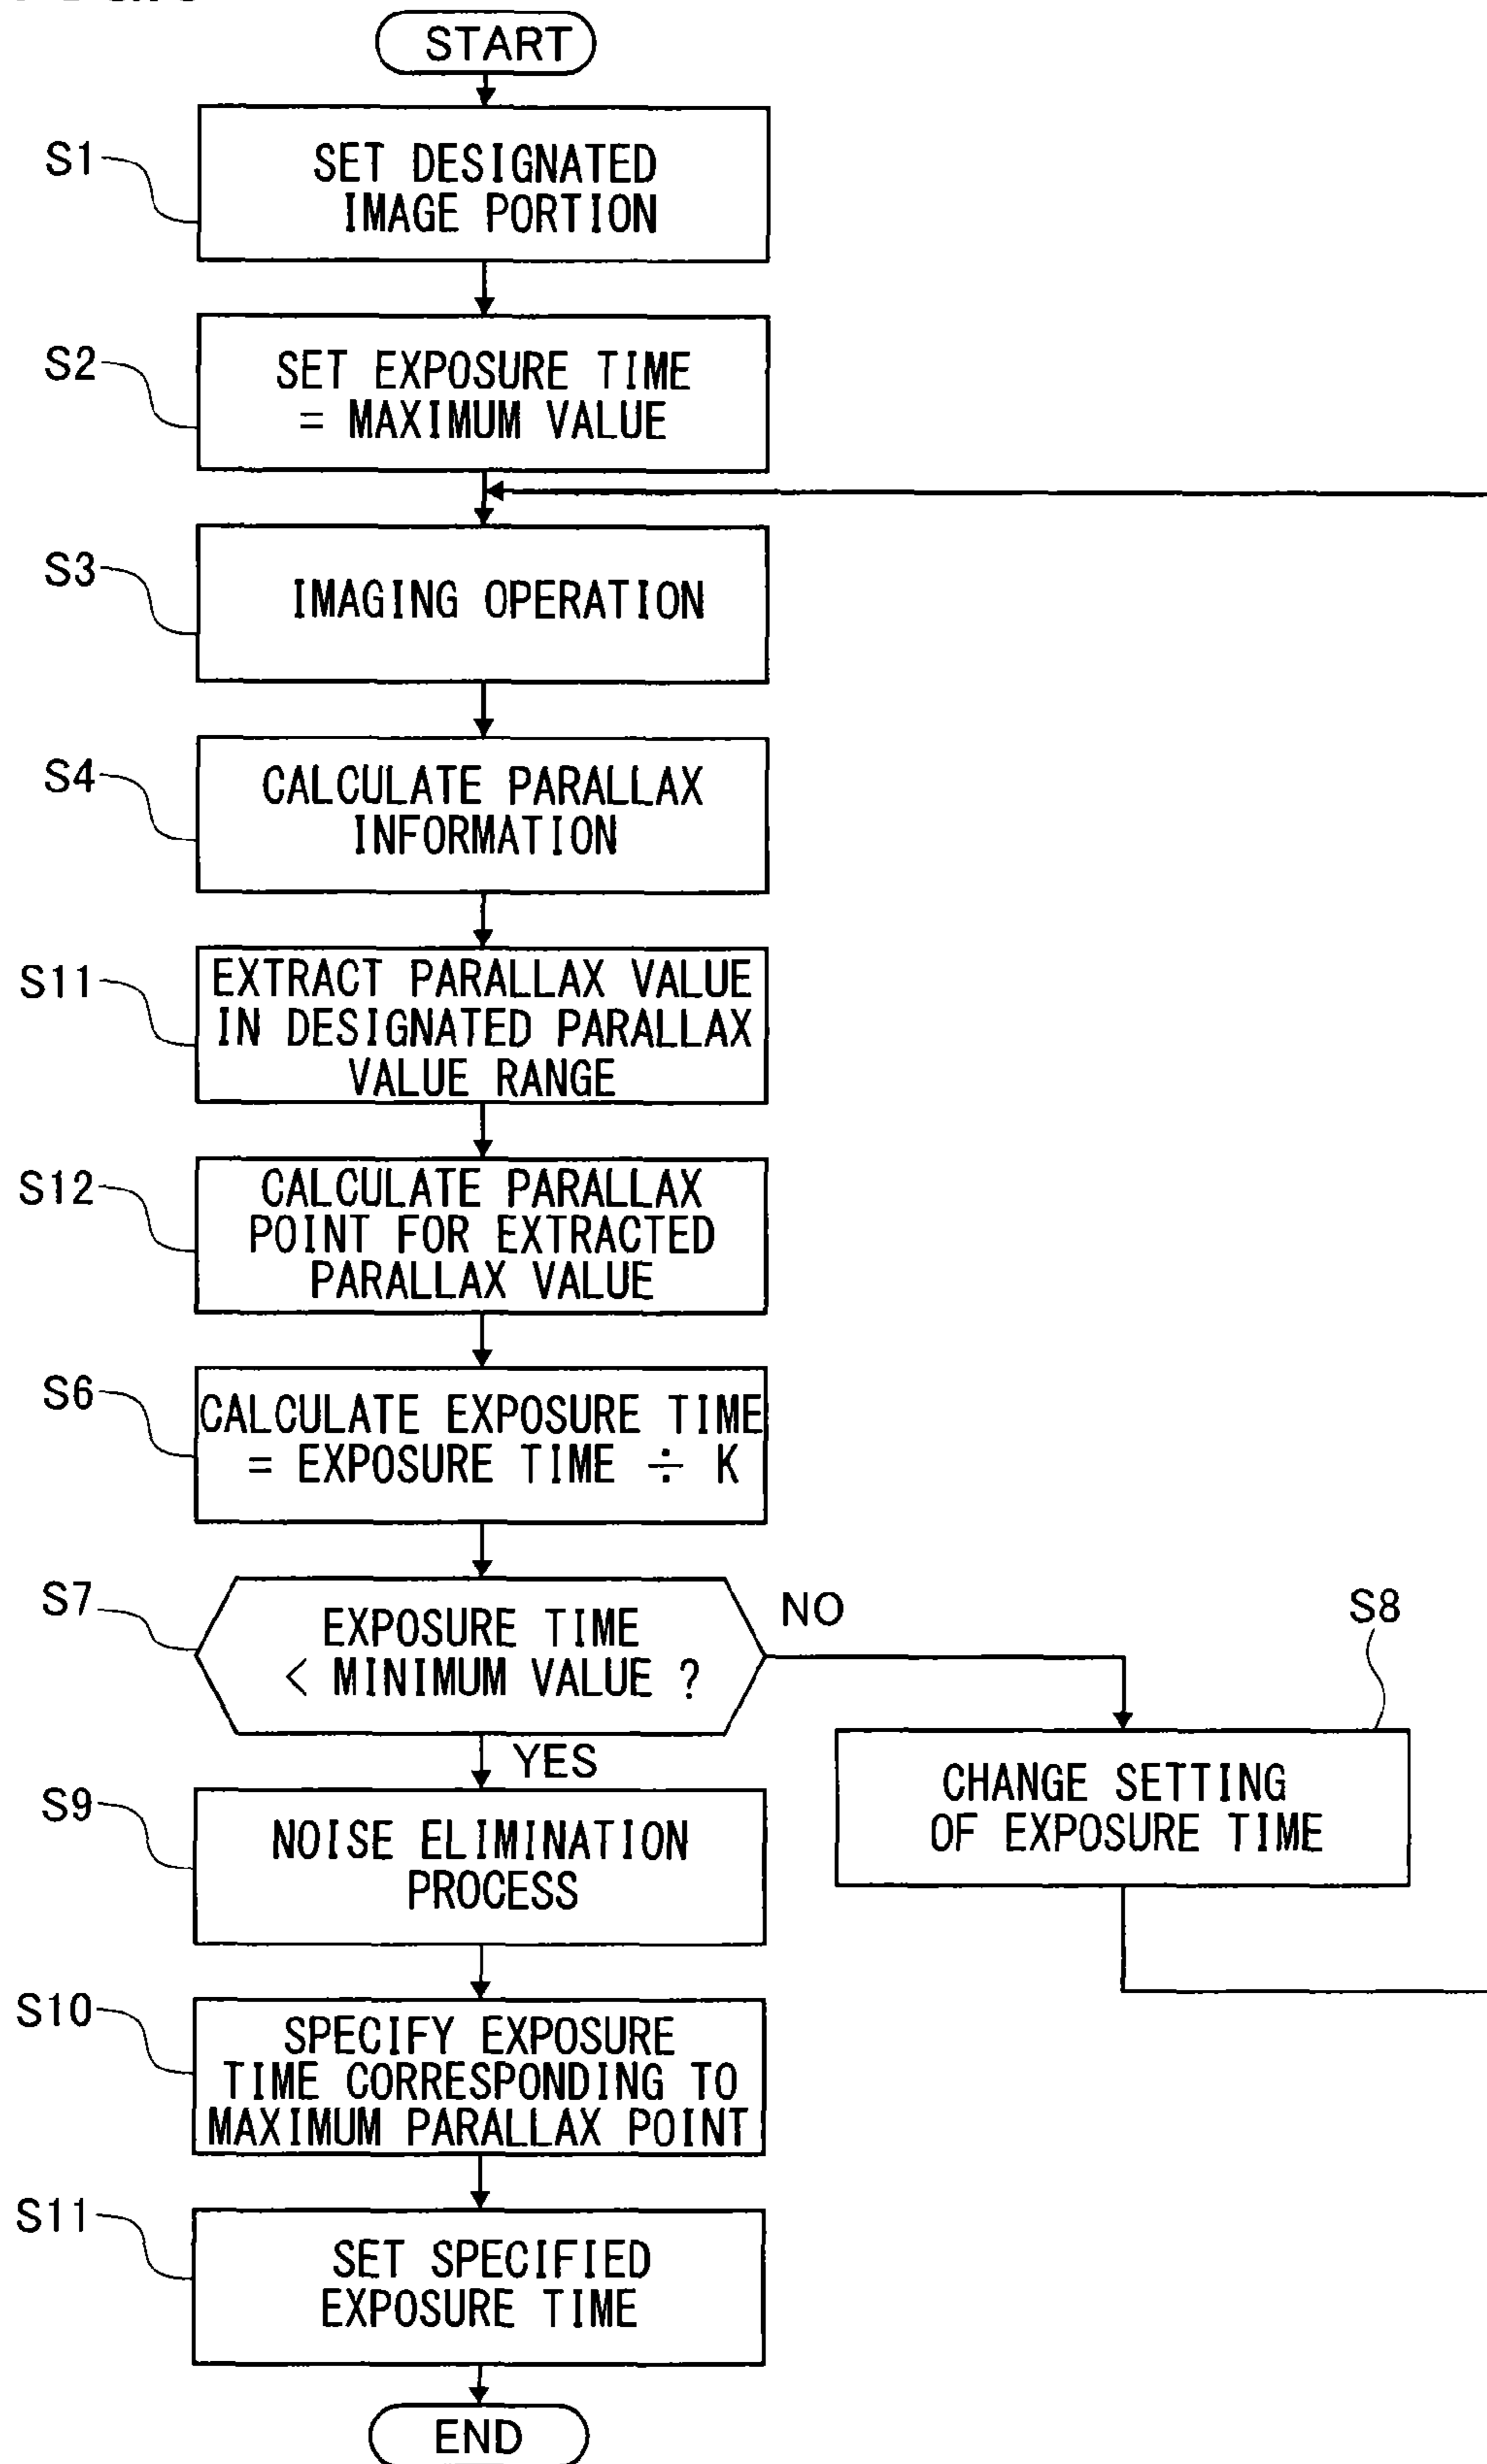 START
S1
SET DESIGNATED
IMAGE PORTION
S2
SET EXPOSURE TIME
= MAXIMUM VALUE
S3
IMAGING OPERATION
S4
CALCULATE PARALLAX
INFORMATION
S11
EXTRACT PARALLAX VALUE
IN DESIGNATED PARALLAX
VALUE RANGE
S12
CALCULATE PARALLAX
POINT FOR EXTRACTED
PARALLAX VALUE
S6
CALCULATE EXPOSURE TIME
= EXPOSURE TIME ÷ K
S7
EXPOSURE TIME
< MINIMUM VALUE ?
NO
S8
CHANGE SETTING
OF EXPOSURE TIME
YES
S9
NOISE ELIMINATION
PROCESS
S10
SPECIFY EXPOSURE
TIME CORRESPONDING TO
MAXIMUM PARALLAX POINT
S11
SET SPECIFIED
EXPOSURE TIME
END